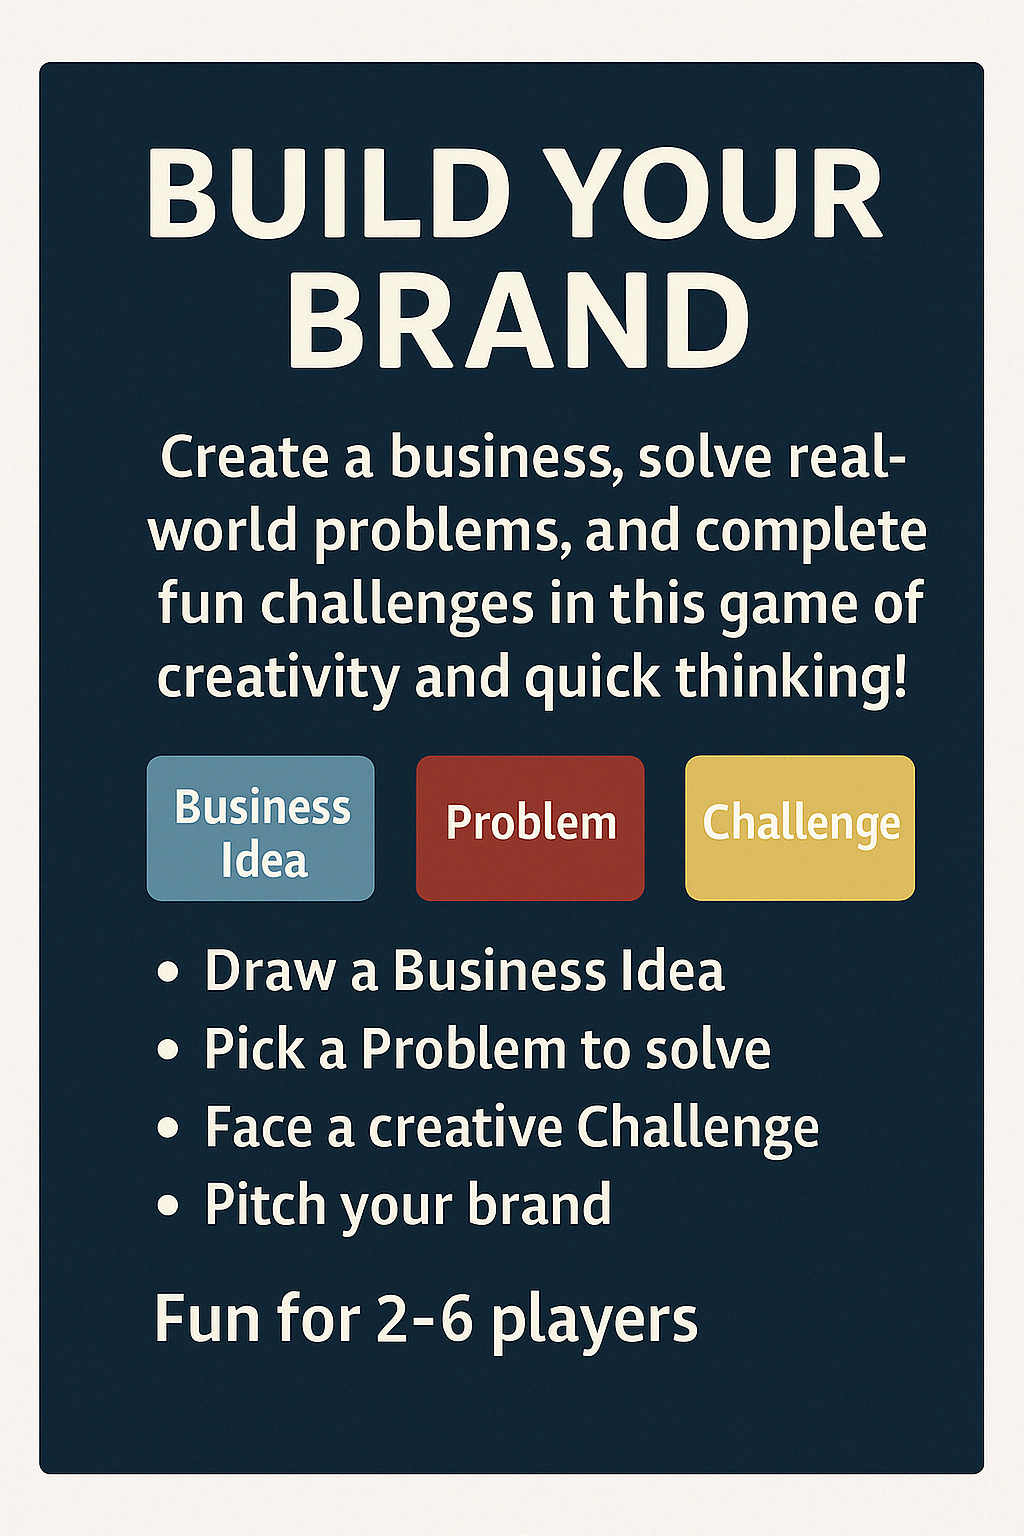 BUILD YOUR
BRAND
Create a business, solve real-
world problems, and complete
fun challenges in this game of
creativity and quick thinking!
Business
Idea
Problem
Challenge
• Draw a Business Idea
• Pick a Problem to solve
• Face a creative Challenge
• Pitch your brand
Fun for 2-6 players